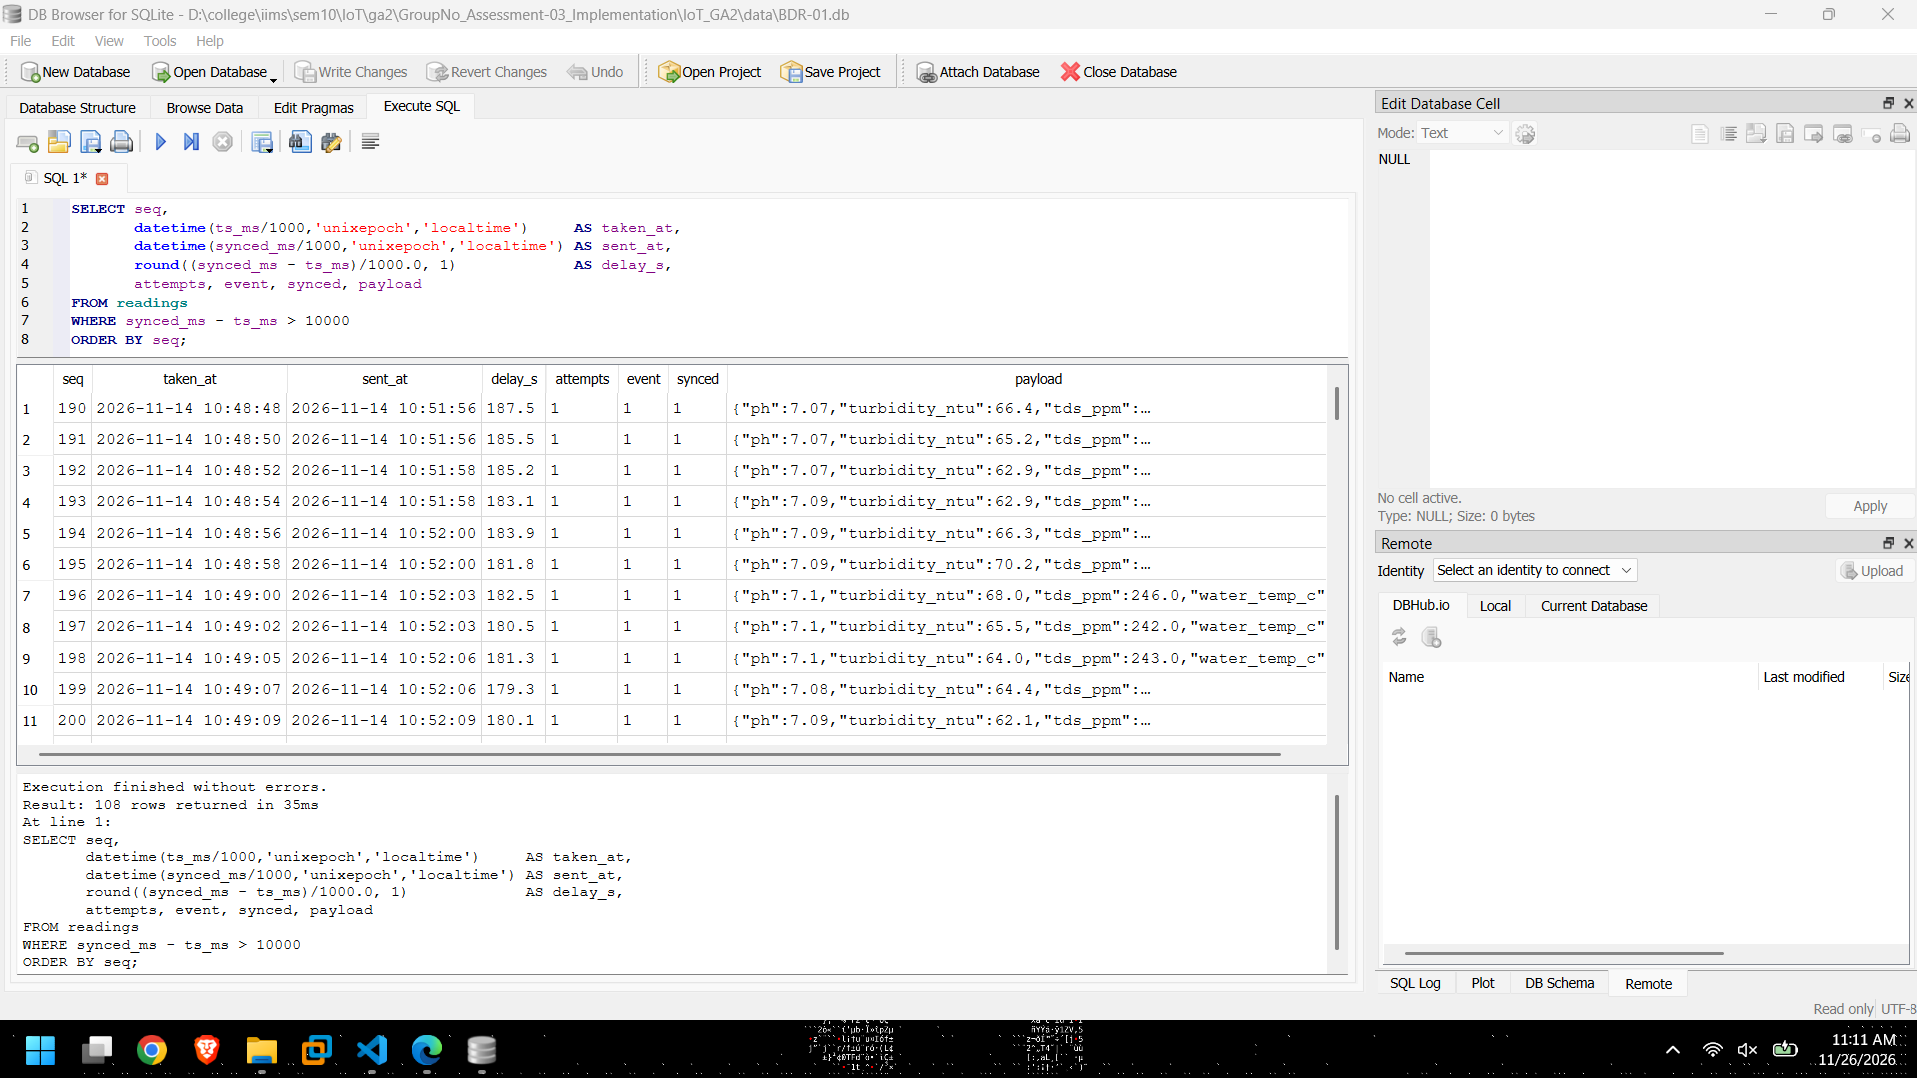 DB Browser for SQLite - D:\college\iims\sem10\IoT\ga2\GroupNo_Assessment-03_Implementation\IoT_GA2\data\BDR-01.db
File Edit View Tools Help
New Database Open Database Write Changes Revert Changes Undo Open Project Save Project Attach Database Close Database
Database Structure Browse Data Edit Pragmas Execute SQL
SQL 1*
1 SELECT seq,
2 datetime(ts_ms/1000,'unixepoch','localtime') AS taken_at,
3 datetime(synced_ms/1000,'unixepoch','localtime') AS sent_at,
4 round((synced_ms - ts_ms)/1000.0, 1) AS delay_s,
5 attempts, event, synced, payload
6 FROM readings
7 WHERE synced_ms - ts_ms > 10000
8 ORDER BY seq;
seq taken_at sent_at delay_s attempts event synced payload
1 190 2026-11-14 10:48:48 2026-11-14 10:51:56 187.5 1 1 1 {"ph":7.07,"turbidity_ntu":66.4,"tds_ppm":…
2 191 2026-11-14 10:48:50 2026-11-14 10:51:56 185.5 1 1 1 {"ph":7.07,"turbidity_ntu":65.2,"tds_ppm":…
3 192 2026-11-14 10:48:52 2026-11-14 10:51:58 185.2 1 1 1 {"ph":7.07,"turbidity_ntu":62.9,"tds_ppm":…
4 193 2026-11-14 10:48:54 2026-11-14 10:51:58 183.1 1 1 1 {"ph":7.09,"turbidity_ntu":62.9,"tds_ppm":…
5 194 2026-11-14 10:48:56 2026-11-14 10:52:00 183.9 1 1 1 {"ph":7.09,"turbidity_ntu":66.3,"tds_ppm":…
6 195 2026-11-14 10:48:58 2026-11-14 10:52:00 181.8 1 1 1 {"ph":7.09,"turbidity_ntu":70.2,"tds_ppm":…
7 196 2026-11-14 10:49:00 2026-11-14 10:52:03 182.5 1 1 1 {"ph":7.1,"turbidity_ntu":68.0,"tds_ppm":246.0,"water_temp_c"
8 197 2026-11-14 10:49:02 2026-11-14 10:52:03 180.5 1 1 1 {"ph":7.1,"turbidity_ntu":65.5,"tds_ppm":242.0,"water_temp_c"
9 198 2026-11-14 10:49:05 2026-11-14 10:52:06 181.3 1 1 1 {"ph":7.1,"turbidity_ntu":64.0,"tds_ppm":243.0,"water_temp_c"
10 199 2026-11-14 10:49:07 2026-11-14 10:52:06 179.3 1 1 1 {"ph":7.08,"turbidity_ntu":64.4,"tds_ppm":…
11 200 2026-11-14 10:49:09 2026-11-14 10:52:09 180.1 1 1 1 {"ph":7.09,"turbidity_ntu":62.1,"tds_ppm":…
Execution finished without errors.
Result: 108 rows returned in 35ms
At line 1:
SELECT seq,
datetime(ts_ms/1000,'unixepoch','localtime') AS taken_at,
datetime(synced_ms/1000,'unixepoch','localtime') AS sent_at,
round((synced_ms - ts_ms)/1000.0, 1) AS delay_s,
attempts, event, synced, payload
FROM readings
WHERE synced_ms - ts_ms > 10000
ORDER BY seq;
Edit Database Cell
Mode: Text
NULL
No cell active.
Type: NULL; Size: 0 bytes
Apply
Remote
Identity Select an identity to connect Upload
DBHub.io Local Current Database
Name Last modified Size
SQL Log Plot DB Schema Remote
Read only UTF-8
11:11 AM
11/26/2026